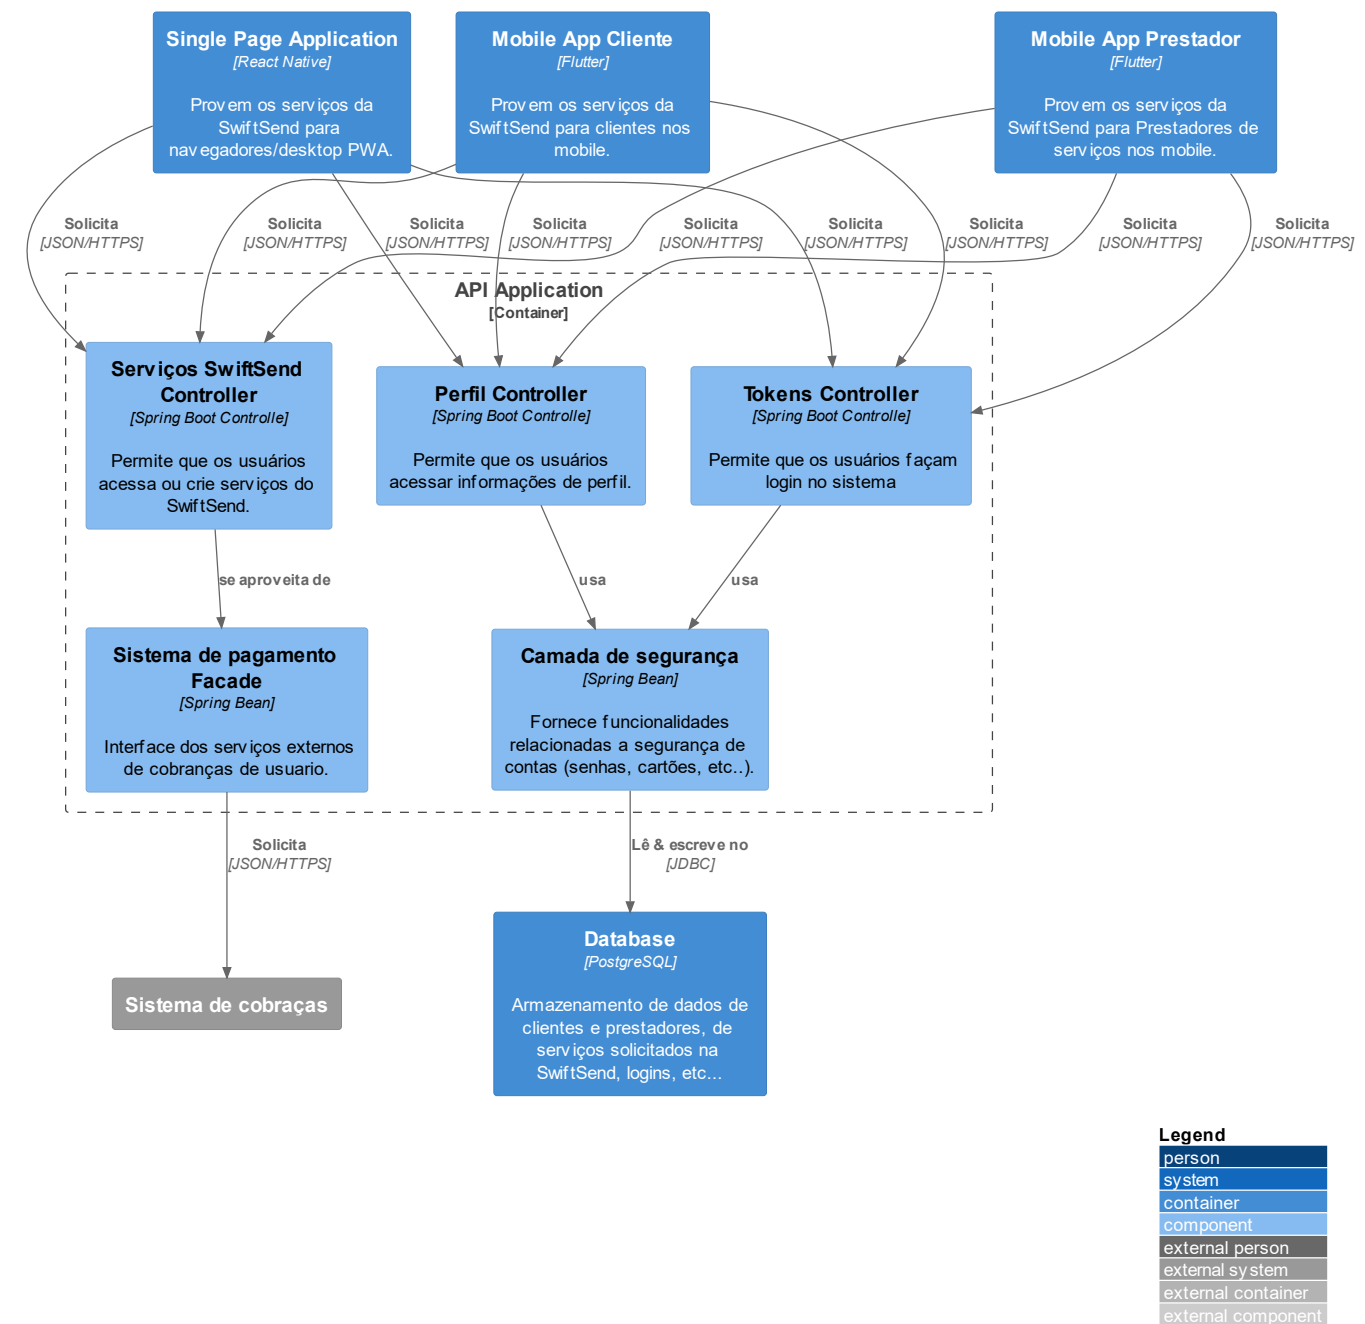 Single Page Application
[React Native]
Provem os serviços da
SwiftSend para
navegadores/desktop PWA.
Mobile App Cliente
[Flutter]
Provem os serviços da
SwiftSend para clientes nos
mobile.
Mobile App Prestador
[Flutter]
Provem os serviços da
SwiftSend para Prestadores de
serviços nos mobile.
Solicita
[JSON/HTTPS]
Solicita
[JSON/HTTPS]
Solicita
[JSON/HTTPS]
Solicita
[JSON/HTTPS]
Solicita
[JSON/HTTPS]
Solicita
[JSON/HTTPS]
Solicita
[JSON/HTTPS]
Solicita
[JSON/HTTPS]
Solicita
[JSON/HTTPS]
API Application
[Container]
Serviços SwiftSend
Controller
[Spring Boot Controlle]
Permite que os usuários
acessa ou crie serviços do
SwiftSend.
Perfil Controller
[Spring Boot Controlle]
Permite que os usuários
acessar informações de perfil.
Tokens Controller
[Spring Boot Controlle]
Permite que os usuários façam
login no sistema
se aproveita de
usa
usa
Sistema de pagamento
Facade
[Spring Bean]
Interface dos serviços externos
de cobranças de usuario.
Camada de segurança
[Spring Bean]
Fornece funcionalidades
relacionadas a segurança de
contas (senhas, cartões, etc..).
Solicita
[JSON/HTTPS]
Lê & escreve no
[JDBC]
Sistema de cobraças
Database
[PostgreSQL]
Armazenamento de dados de
clientes e prestadores, de
serviços solicitados na
SwiftSend, logins, etc...
Legend
person
system
container
component
external person
external system
external container
external component